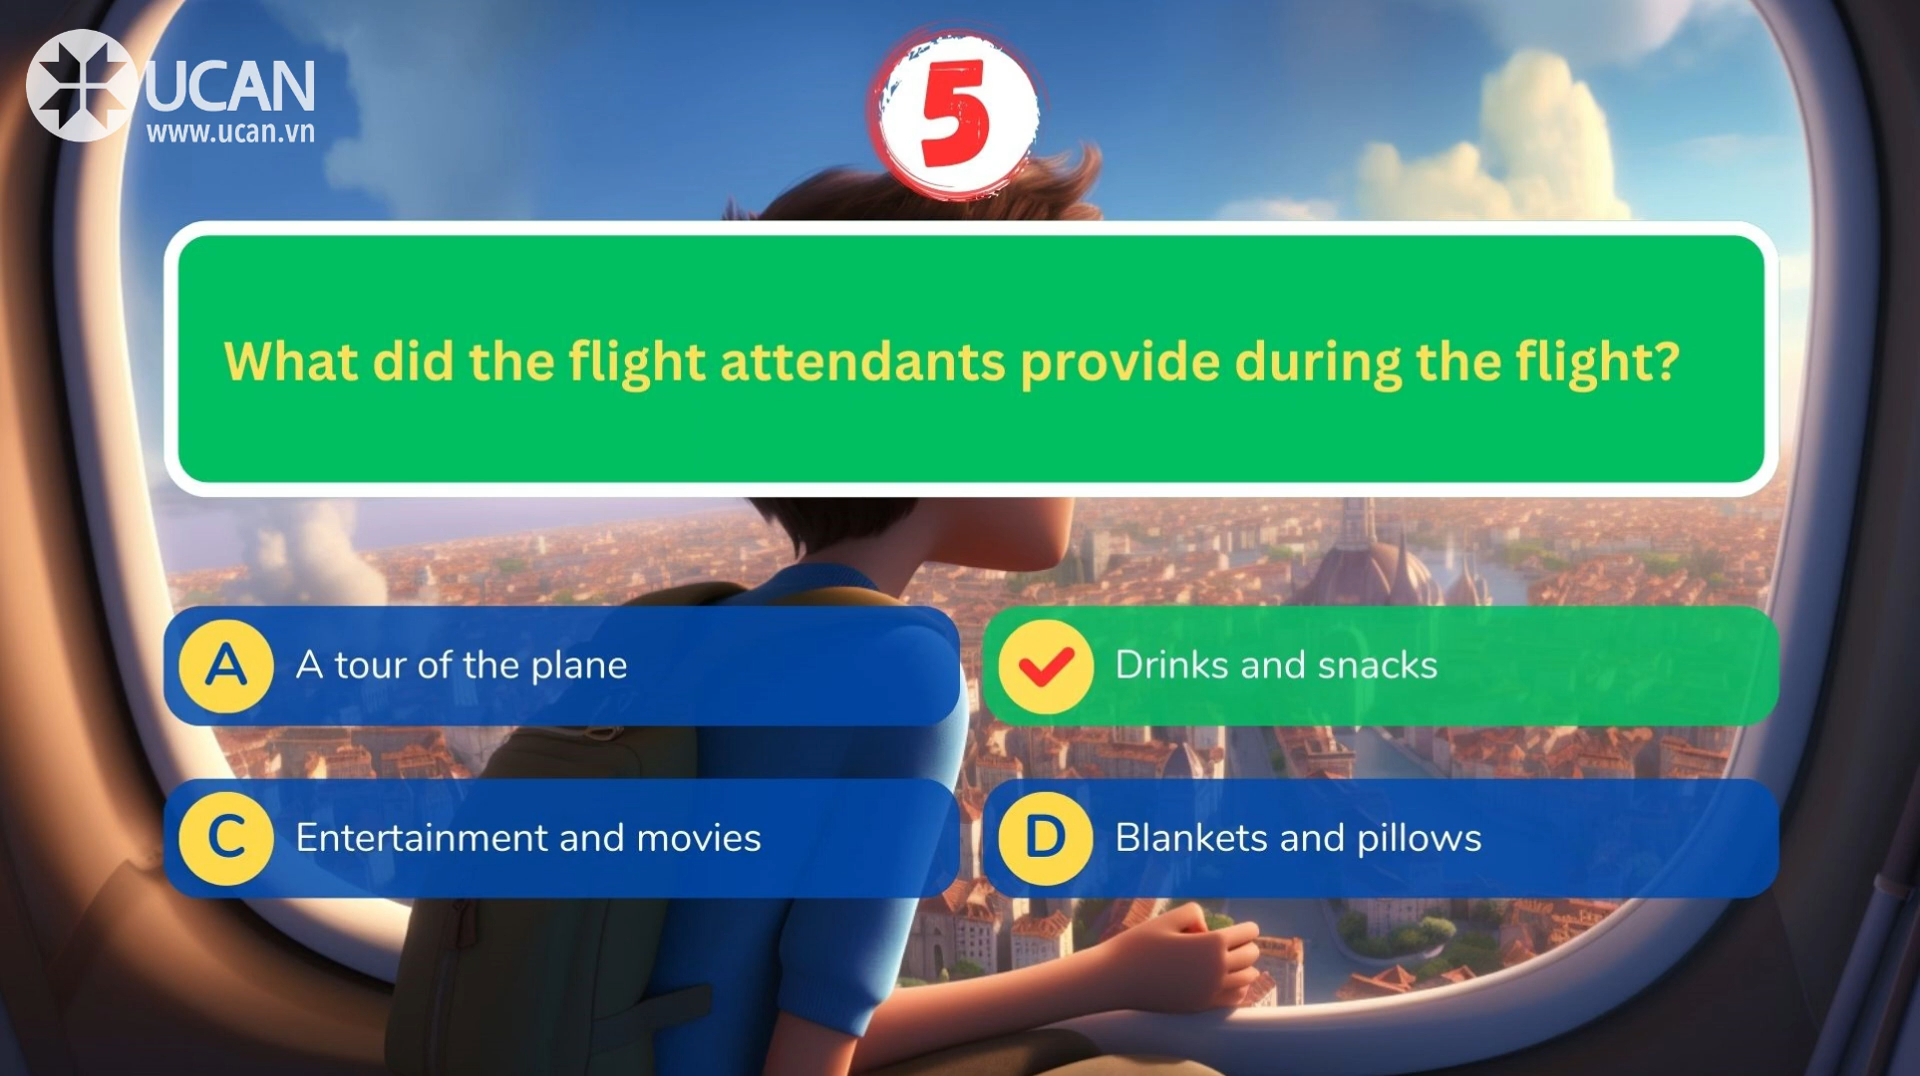 UCAN
www.ucan.vn
5
What did the flight attendants provide during the flight?
A A tour of the plane
Drinks and snacks
C Entertainment and movies
D Blankets and pillows